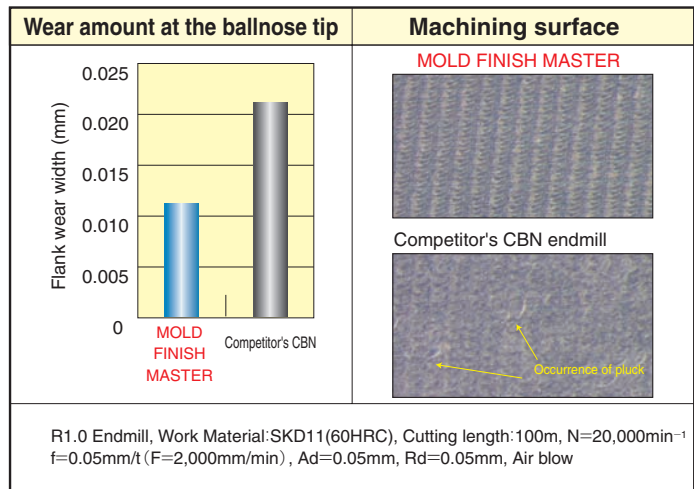 Wear amount at the ballnose tip
Machining surface
Flank wear width (mm)
0.025
0.020
0.015
0.010
0.005
0
MOLD
FINISH
MASTER
Competitor's CBN
MOLD FINISH MASTER
Competitor's CBN endmill
Occurrence of pluck
R1.0 Endmill, Work Material:SKD11(60HRC), Cutting length:100m, N=20,000min⁻¹
f=0.05mm/t(F=2,000mm/min), Ad=0.05mm, Rd=0.05mm, Air blow